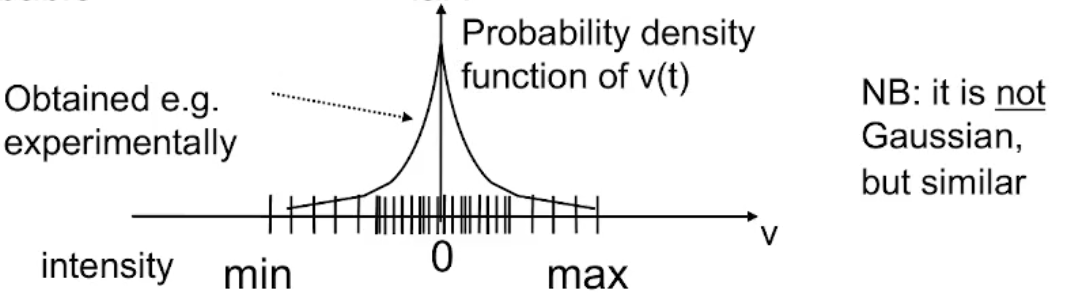 Probability density
function of v(t)
Obtained e.g.
experimentally
NB: it is not
Gaussian,
but similar
v
intensity
min
0
max